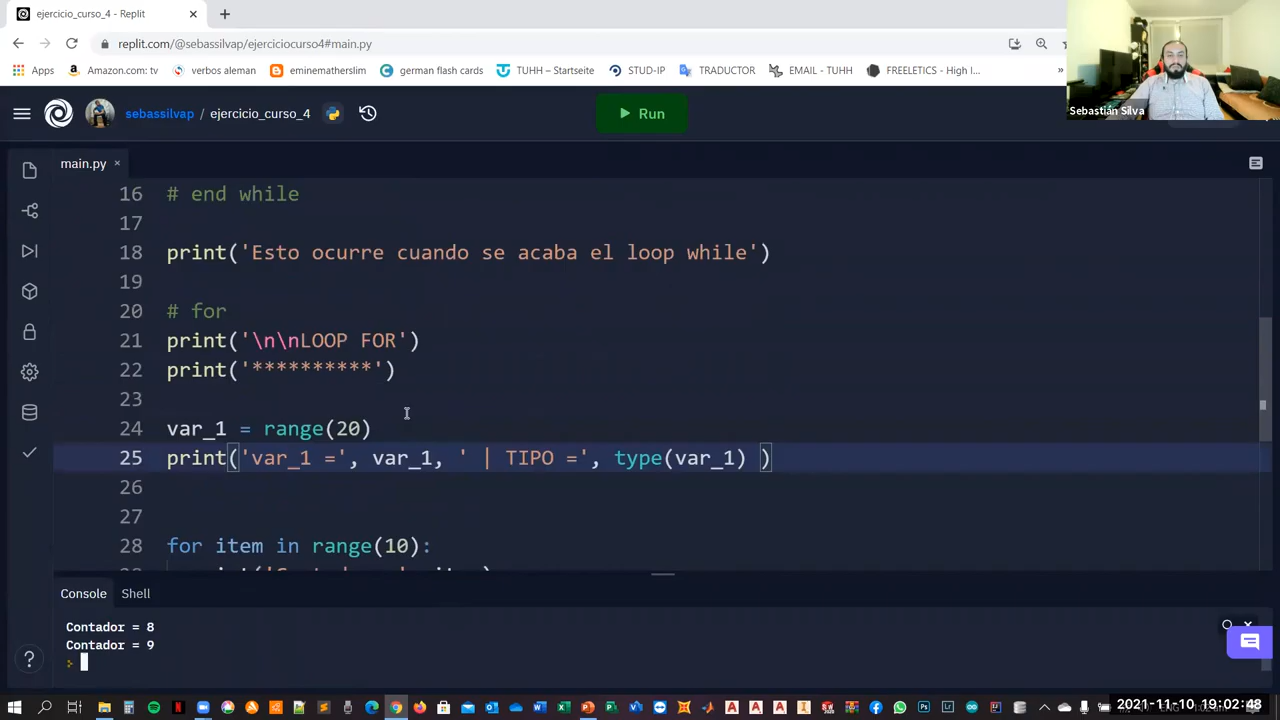 ejercicio_curso_4 - Replit
replit.com/@sebassilvap/ejerciciocurso4#main.py
Apps
Amazon.com: tv
verbos aleman
eminematherslim
german flash card...
TUHH – Startseite
STUD-IP
TRADUCTOR
EMAIL - TUHH
FREELETICS - High I...
»
Sebastián Silva
sebassilvap / ejercicio_curso_4
Run
main.py
16 # end while
17
18 print('Esto ocurre cuando se acaba el loop while')
19
20 # for
21 print('\n\nLOOP FOR')
22 print('**********')
23
24 var_1 = range(20)
25 print('var_1 =', var_1, ' | TIPO =', type(var_1) )
26
27
28 for item in range(10):
Console
Shell
Contador = 8
Contador = 9
2021-11-10 19:02:48